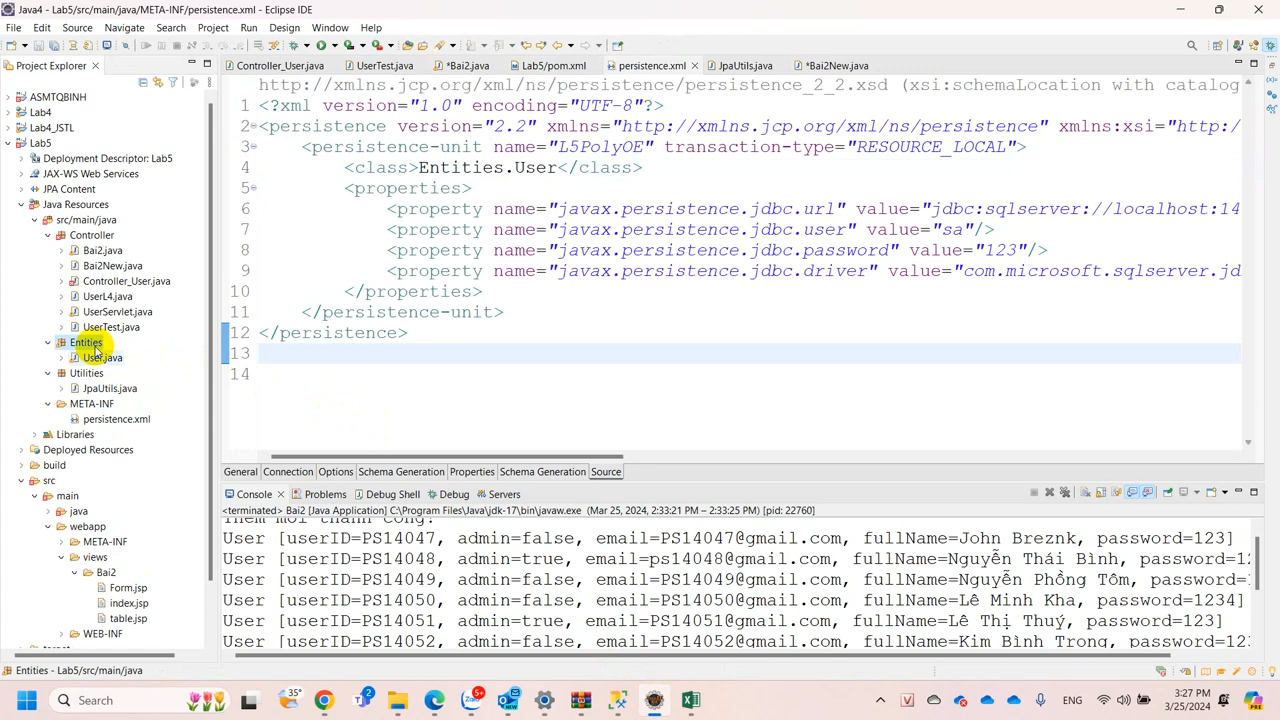 Java4 - Lab5/src/main/java/META-INF/persistence.xml - Eclipse IDE
File Edit Source Navigate Search Project Run Design Window Help
Project Explorer
ASMTQBINH
Lab4
Lab4_JSTL
Lab5
Deployment Descriptor: Lab5
JAX-WS Web Services
JPA Content
Java Resources
src/main/java
Controller
Bai2.java
Bai2New.java
Controller_User.java
UserL4.java
UserServlet.java
UserTest.java
Entities
User.java
Utilities
JpaUtils.java
META-INF
persistence.xml
Libraries
Deployed Resources
build
src
main
java
webapp
META-INF
views
Bai2
Form.jsp
index.jsp
table.jsp
WEB-INF
Controller_User.java UserTest.java *Bai2.java Lab5/pom.xml persistence.xml JpaUtils.java *Bai2New.java
http://xmlns.jcp.org/xml/ns/persistence/persistence_2_2.xsd (xsi:schemaLocation with catalog
1 <?xml version="1.0" encoding="UTF-8"?>
2 <persistence version="2.2" xmlns="http://xmlns.jcp.org/xml/ns/persistence" xmlns:xsi="http:/
3 <persistence-unit name="L5PolyOE" transaction-type="RESOURCE_LOCAL">
4 <class>Entities.User</class>
5 <properties>
6 <property name="javax.persistence.jdbc.url" value="jdbc:sqlserver://localhost:14
7 <property name="javax.persistence.jdbc.user" value="sa"/>
8 <property name="javax.persistence.jdbc.password" value="123"/>
9 <property name="javax.persistence.jdbc.driver" value="com.microsoft.sqlserver.jd
10 </properties>
11 </persistence-unit>
12 </persistence>
13
14
General Connection Options Schema Generation Properties Schema Generation Source
Console Problems Debug Shell Debug Servers
<terminated> Bai2 [Java Application] C:\Program Files\Java\jdk-17\bin\javaw.exe (Mar 25, 2024, 2:33:21 PM – 2:33:25 PM) [pid: 22760]
User [userID=PS14047, admin=false, email=PS14047@gmail.com, fullName=John Breznk, password=123]
User [userID=PS14048, admin=true, email=ps14048@gmail.com, fullName=Nguyễn Thái Bình, password=12
User [userID=PS14049, admin=false, email=PS14049@gmail.com, fullName=Nguyễn Phồng Tôm, password=1
User [userID=PS14050, admin=false, email=PS14050@gmail.com, fullName=Lê Minh Kha, password=1234]
User [userID=PS14051, admin=true, email=PS14051@gmail.com, fullName=Lê Thị Thuý, password=123]
User [userID=PS14052, admin=false, email=PS14052@gmail.com, fullName=Kim Bình Trong, password=123
Entities - Lab5/src/main/java
Search
35°
ENG
3:27 PM
3/25/2024